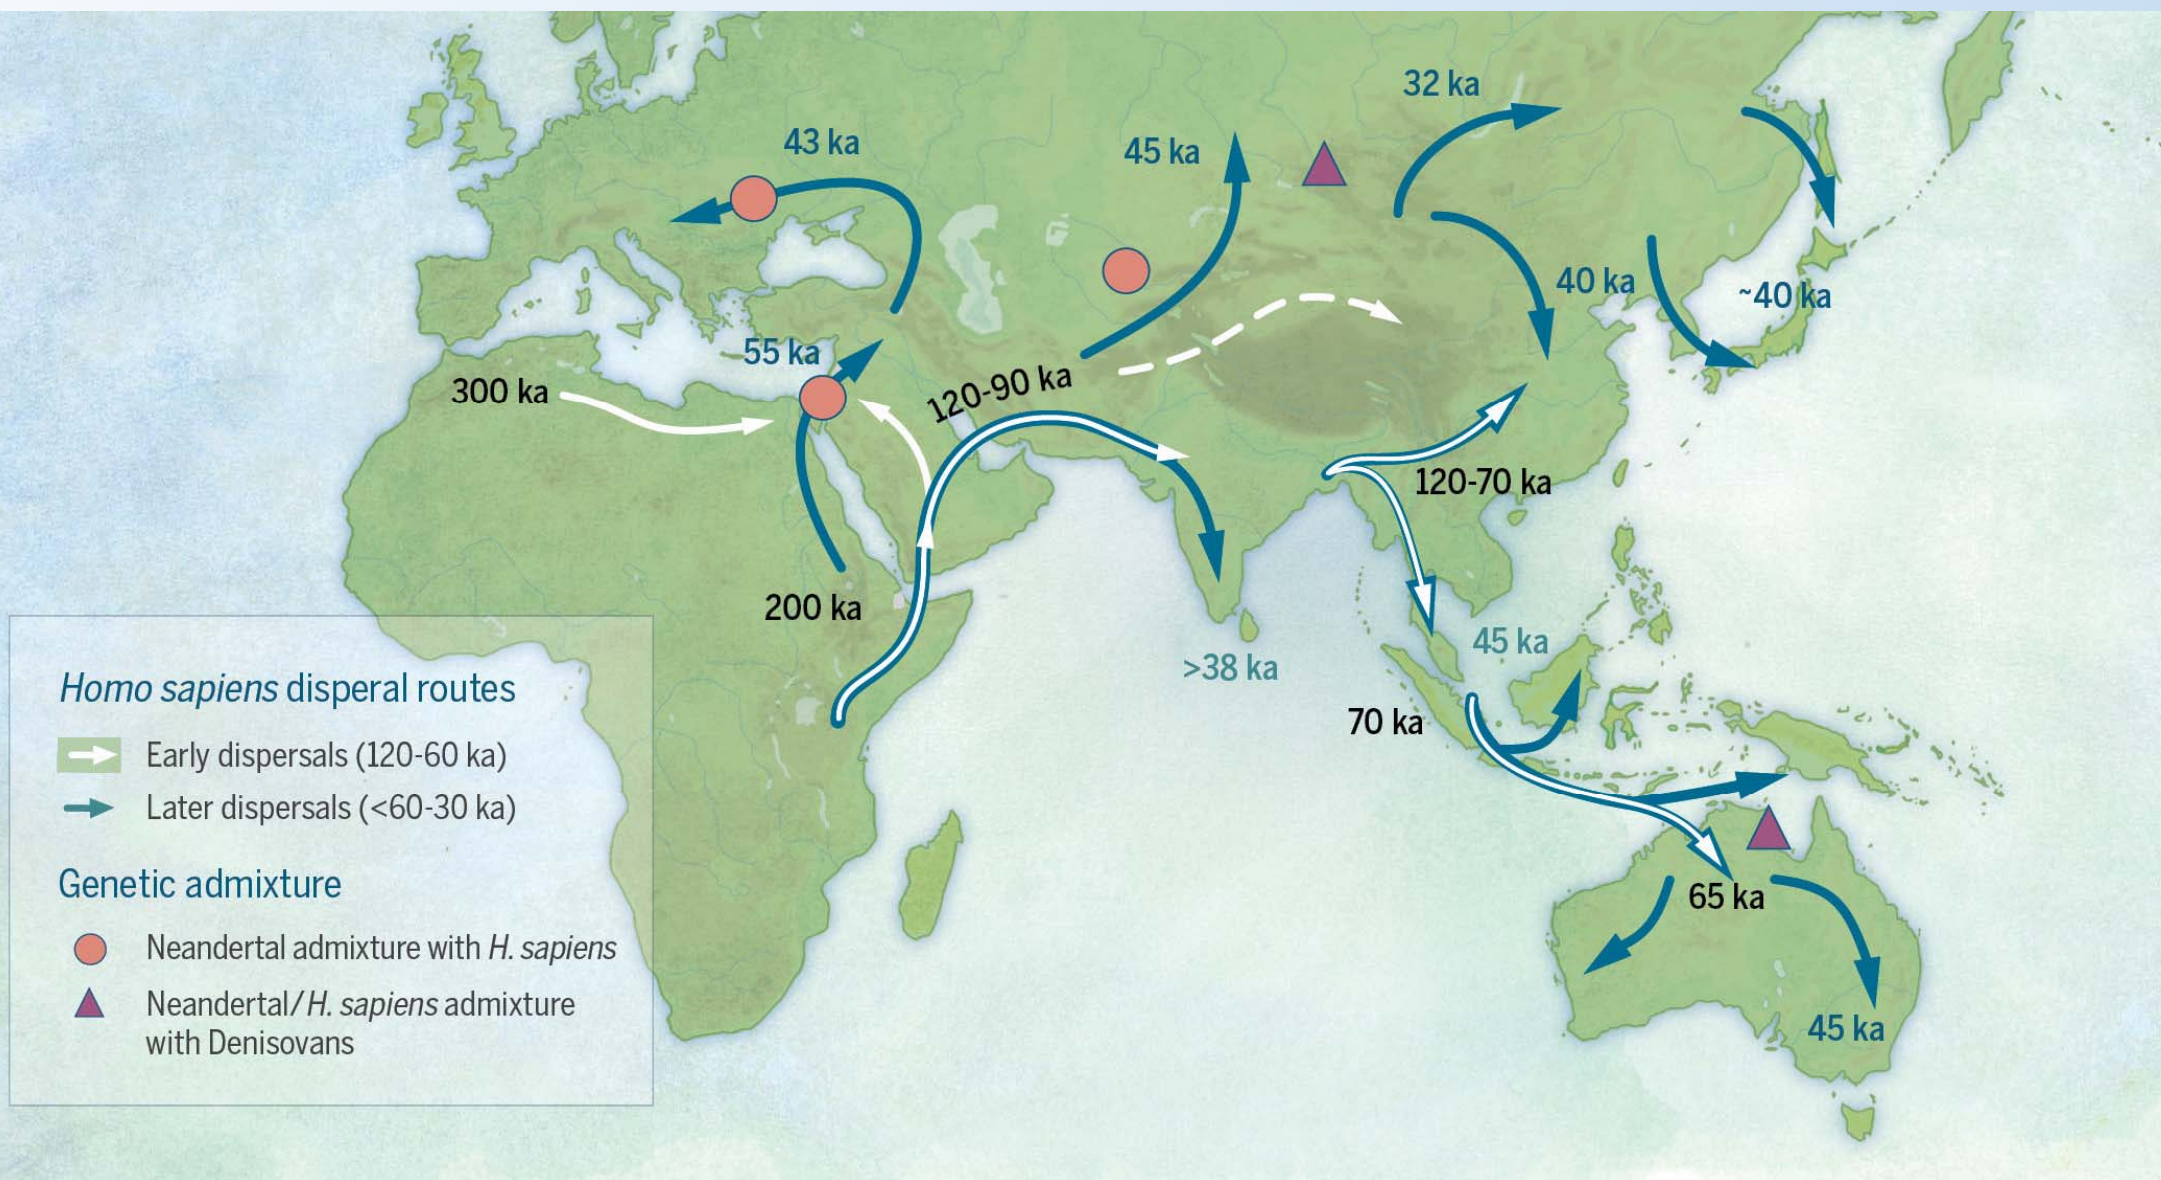 32 ka
43 ka
45 ka
40 ka
~40 ka
55 ka
300 ka
120-90 ka
120-70 ka
200 ka
45 ka
>38 ka
70 ka
65 ka
45 ka
Homo sapiens disperal routes
Early dispersals (120-60 ka)
Later dispersals (<60-30 ka)
Genetic admixture
Neandertal admixture with H. sapiens
Neandertal/H. sapiens admixture
with Denisovans